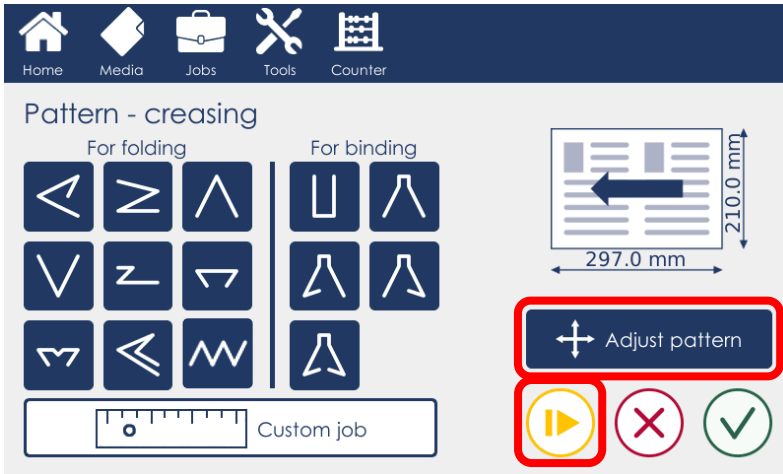 Home Media Jobs Tools Counter
Pattern - creasing
For folding For binding
210.0 mm
297.0 mm
Adjust pattern
Custom job